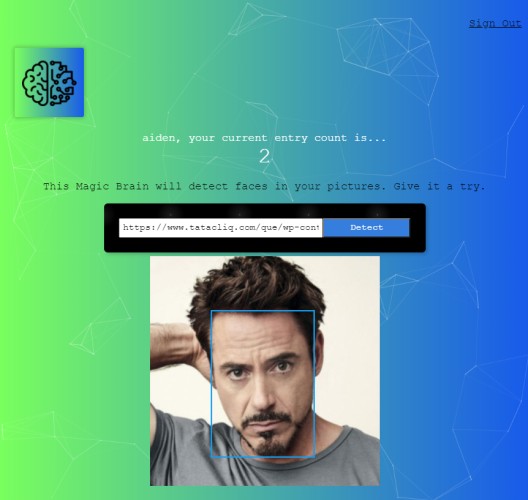 Sign Out
aiden, your current entry count is...
2
This Magic Brain will detect faces in your pictures. Give it a try.
https://www.tatacliq.com/que/wp-cont
Detect